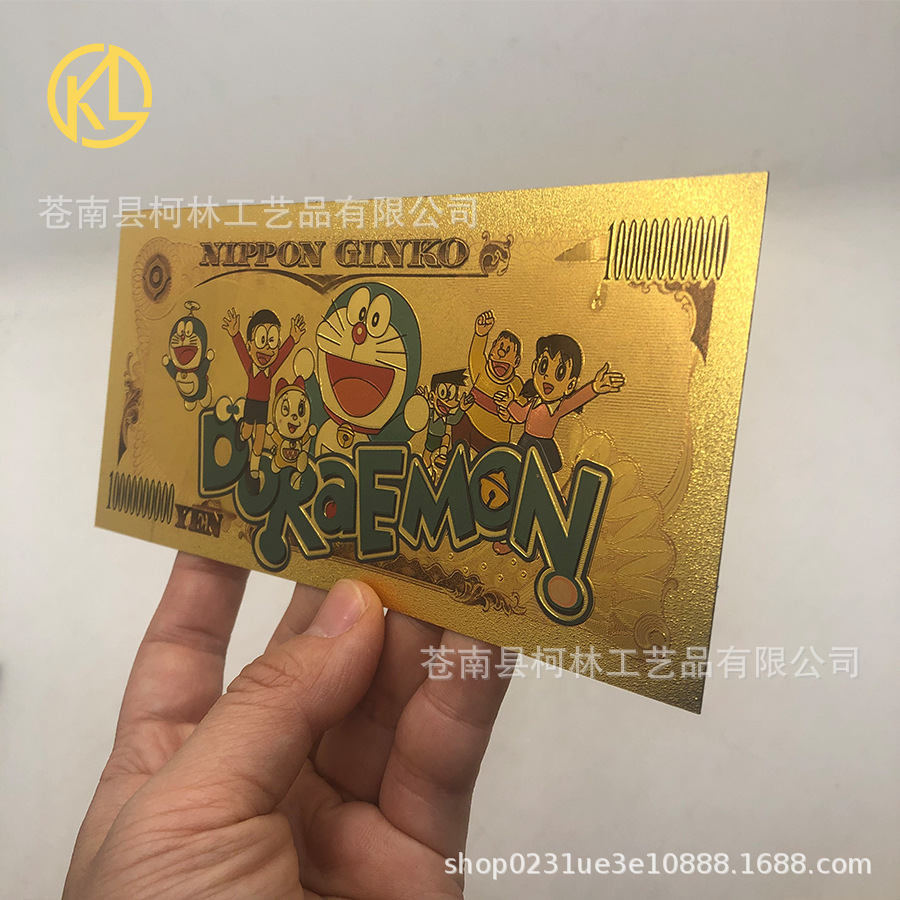 KL
苍南县柯林工艺品有限公司
NIPPON GINKO
10000000000
DORAEMON
10000000000
YEN
苍南县柯林工艺品有限公司
shop0231ue3e10888.1688.com